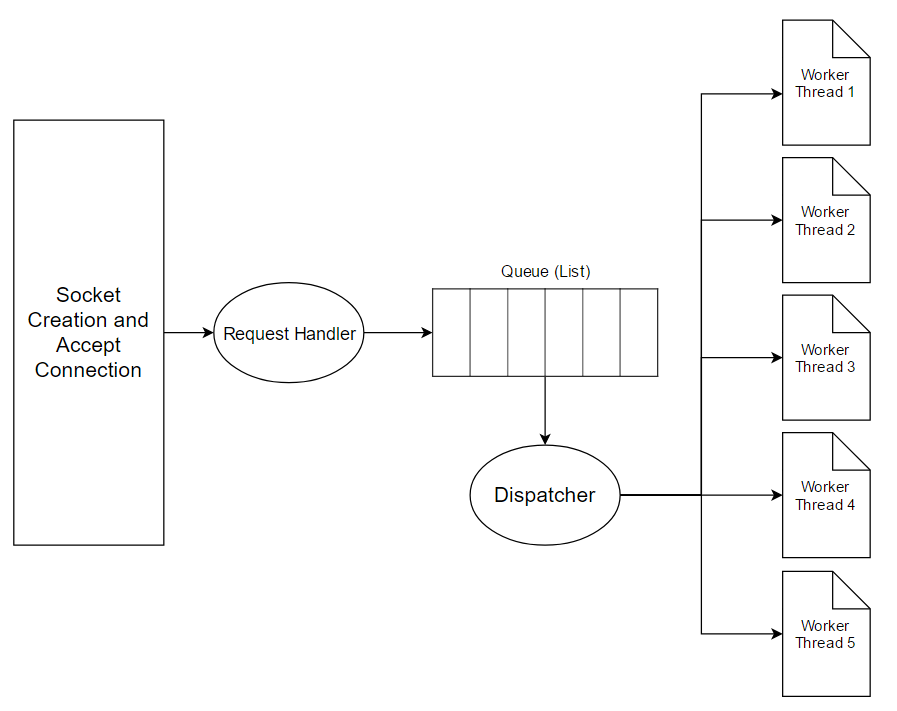 Socket
Creation and
Accept
Connection
Request Handler
Queue (List)
Dispatcher
Worker
Thread 1
Worker
Thread 2
Worker
Thread 3
Worker
Thread 4
Worker
Thread 5